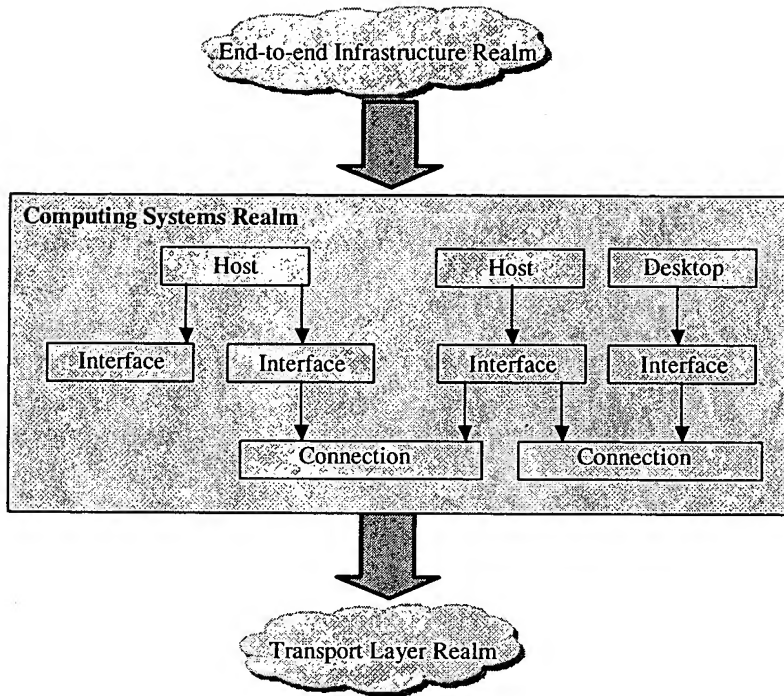 End-to-end Infrastructure Realm
Computing Systems Realm
Host
Host
Desktop
Interface
Interface
Interface
Interface
Connection
Connection
Transport Layer Realm